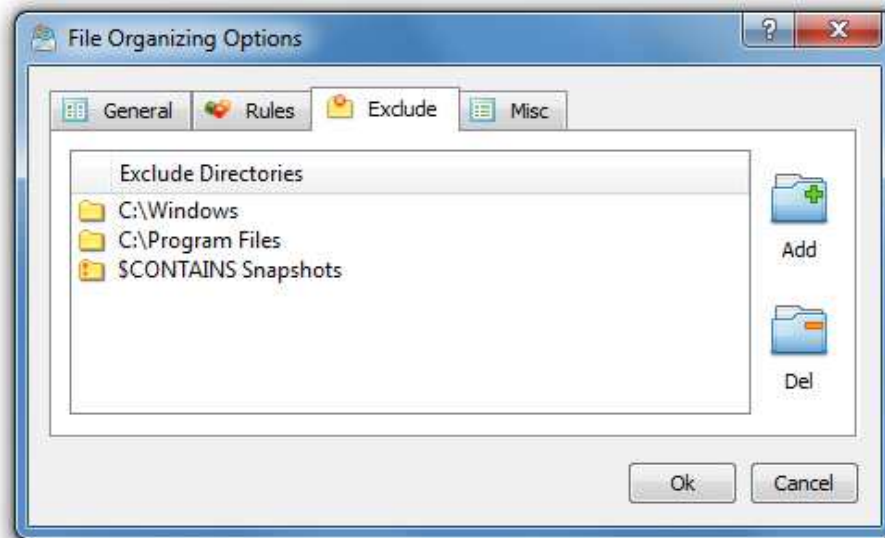 File Organizing Options
?
General Rules Exclude Misc
Exclude Directories
C:\Windows
C:\Program Files
$CONTAINS Snapshots
Add
Del
Ok Cancel